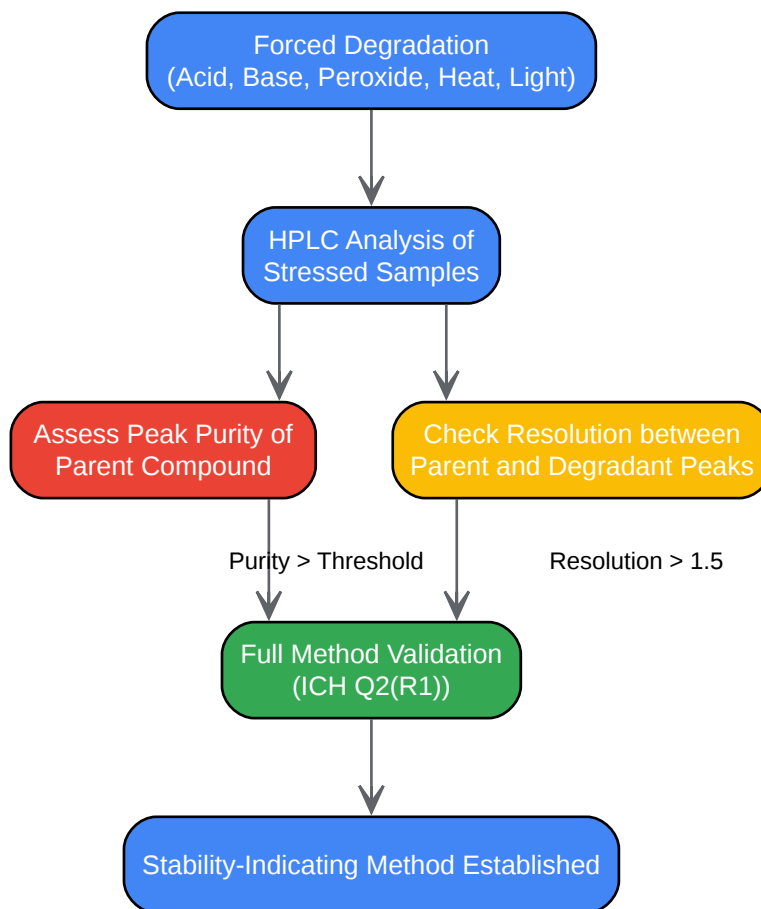 Forced Degradation
(Acid, Base, Peroxide, Heat, Light)
HPLC Analysis of
Stressed Samples
Assess Peak Purity of
Parent Compound
Check Resolution between
Parent and Degradant Peaks
Purity > Threshold
Resolution > 1.5
Full Method Validation
(ICH Q2(R1))
Stability-Indicating Method Established